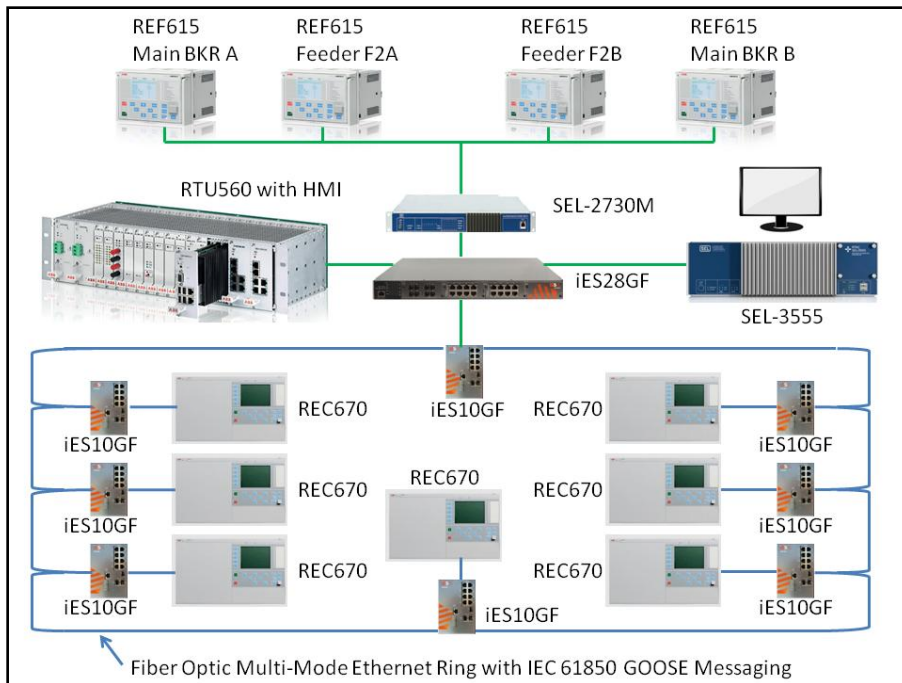 REF615
Main BKR A
REF615
Feeder F2A
REF615
Feeder F2B
REF615
Main BKR B
RTU560 with HMI
SEL-2730M
iES28GF
SEL-3555
iES10GF
REC670
iES10GF
REC670
iES10GF
REC670
iES10GF
REC670
iES10GF
REC670
iES10GF
REC670
iES10GF
REC670
iES10GF
Fiber Optic Multi-Mode Ethernet Ring with IEC 61850 GOOSE Messaging